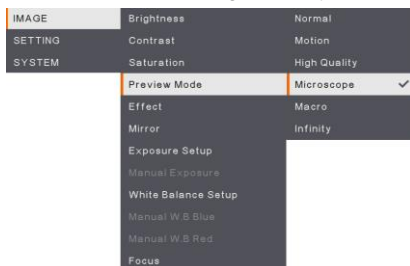 IMAGE
SETTING
SYSTEM
Brightness
Contrast
Saturation
Preview Mode
Effect
Mirror
Exposure Setup
Manual Exposure
White Balance Setup
Manual W.B Blue
Manual W.B Red
Focus
Normal
Motion
High Quality
Microscope
Macro
Infinity